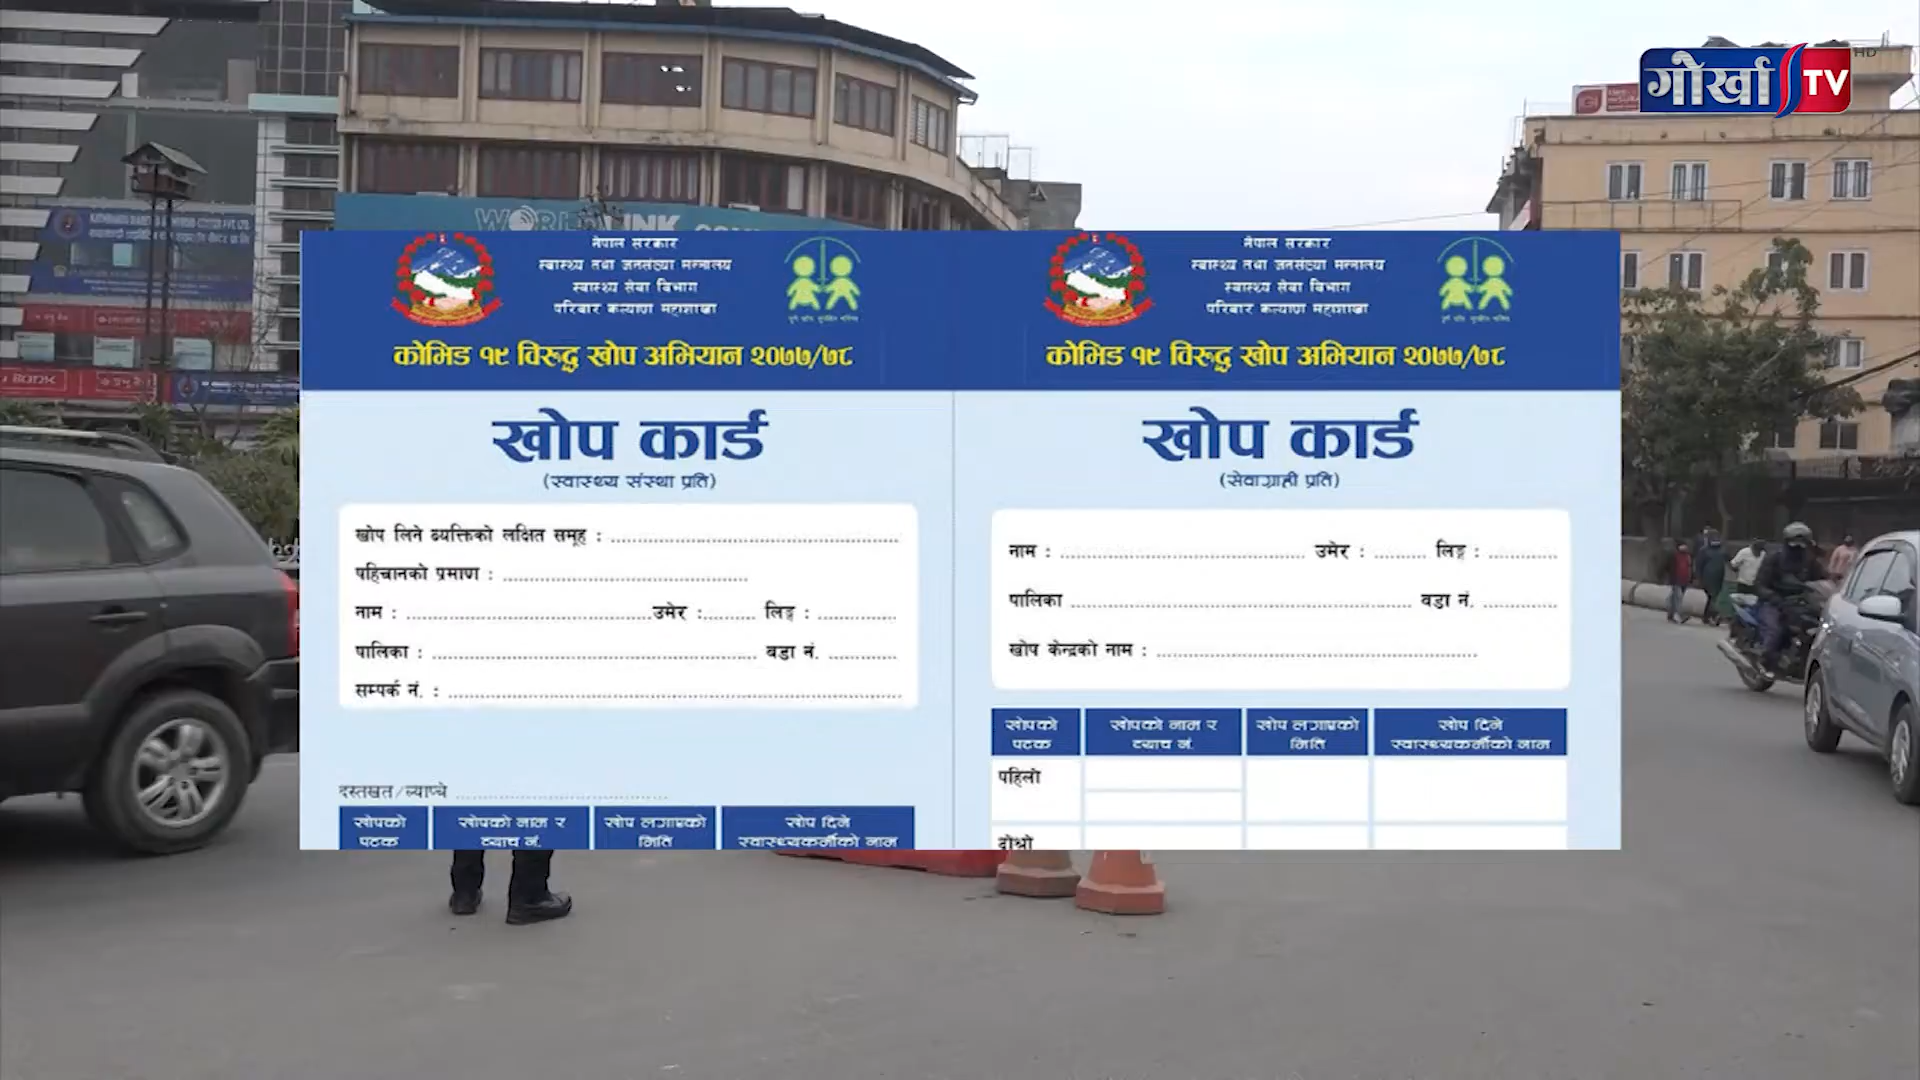 गोर्खा TV
HD
WORLDLINK
नेपाल सरकार
स्वास्थ्य तथा जनसंख्या मन्त्रालय
स्वास्थ्य सेवा विभाग
परिवार कल्याण महाशाखा
कोभिड १९ विरुद्ध खोप अभियान २०७७/७८
खोप कार्ड
(स्वास्थ्य संस्था प्रति)
खोप लिने व्यक्तिको लक्षित समूह :
पहिचानको प्रमाण :
नाम : उमेर : लिङ्ग :
पालिका : वडा नं.
सम्पर्क नं. :
दस्तखत/ल्याप्चे
खोपको पटक
खोपको नाम र ब्याच नं.
खोप लगाएको मिति
खोप दिने स्वास्थ्यकर्मीको नाम
नेपाल सरकार
स्वास्थ्य तथा जनसंख्या मन्त्रालय
स्वास्थ्य सेवा विभाग
परिवार कल्याण महाशाखा
कोभिड १९ विरुद्ध खोप अभियान २०७७/७८
खोप कार्ड
(सेवाग्राही प्रति)
नाम : उमेर : लिङ्ग :
पालिका वडा नं.
खोप केन्द्रको नाम :
खोपको पटक
खोपको नाम र ब्याच नं.
खोप लगाएको मिति
खोप दिने स्वास्थ्यकर्मीको नाम
पहिलो
दोश्रो